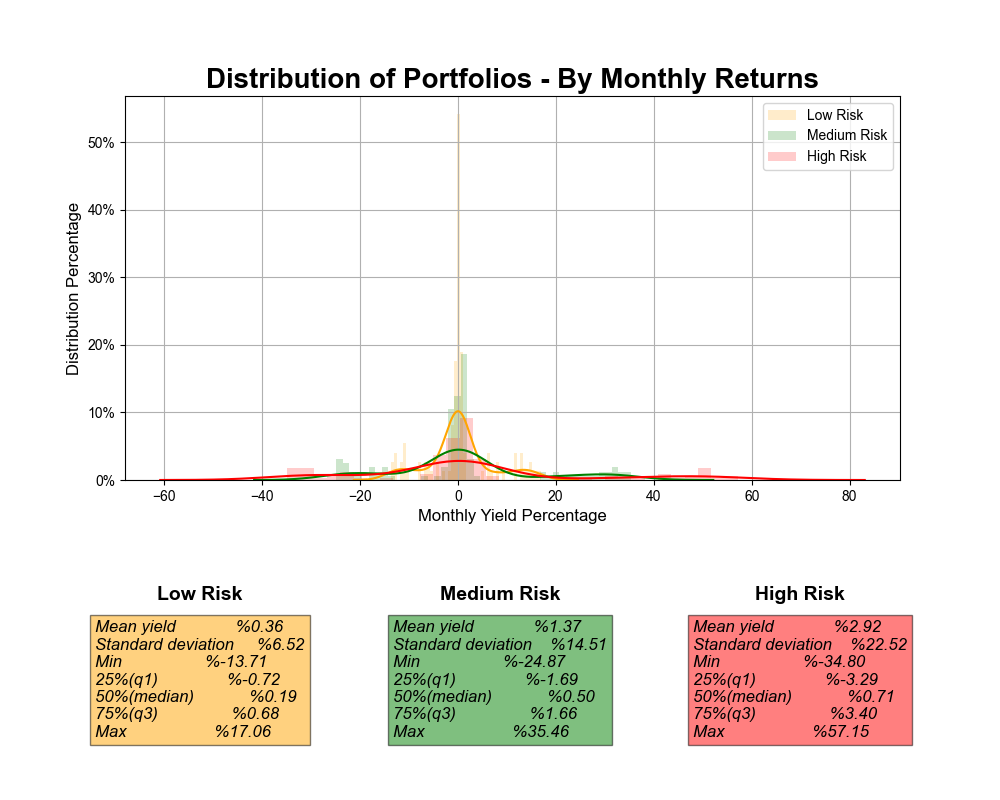 Distribution of Portfolios - By Monthly Returns
Low Risk
Medium Risk
High Risk
Distribution Percentage
50%
40%
30%
20%
10%
0%
−60
−40
−20
0
20
40
60
80
Monthly Yield Percentage
Low Risk
Mean yield %0.36
Standard deviation %6.52
Min %-13.71
25%(q1) %-0.72
50%(median) %0.19
75%(q3) %0.68
Max %17.06
Medium Risk
Mean yield %1.37
Standard deviation %14.51
Min %-24.87
25%(q1) %-1.69
50%(median) %0.50
75%(q3) %1.66
Max %35.46
High Risk
Mean yield %2.92
Standard deviation %22.52
Min %-34.80
25%(q1) %-3.29
50%(median) %0.71
75%(q3) %3.40
Max %57.15